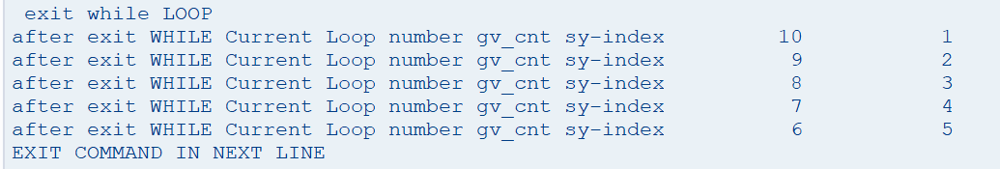 exit while LOOP
after exit WHILE Current Loop number gv_cnt sy-index 10 1
after exit WHILE Current Loop number gv_cnt sy-index 9 2
after exit WHILE Current Loop number gv_cnt sy-index 8 3
after exit WHILE Current Loop number gv_cnt sy-index 7 4
after exit WHILE Current Loop number gv_cnt sy-index 6 5
EXIT COMMAND IN NEXT LINE